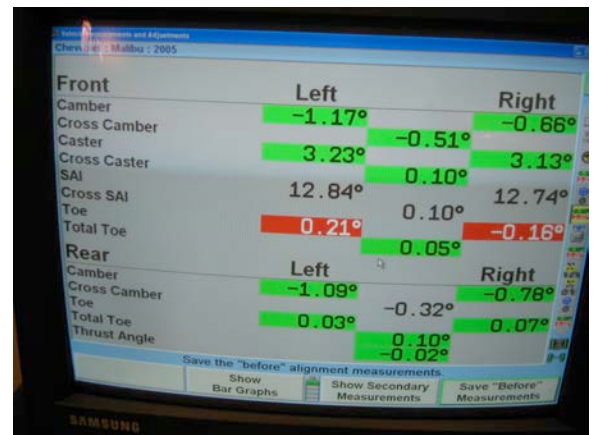 Vehicle Measurements and Adjustments
Chevrolet : Malibu : 2005
Front Left Right
Camber -1.17° -0.66°
Cross Camber -0.51°
Caster 3.23° 3.13°
Cross Caster 0.10°
SAI 12.84° 12.74°
Cross SAI 0.10°
Toe 0.21° -0.16°
Total Toe 0.05°
Rear Left Right
Camber -1.09° -0.78°
Cross Camber -0.32°
Toe 0.03° 0.07°
Total Toe 0.10°
Thrust Angle -0.02°
Save the "before" alignment measurements.
Show Bar Graphs
Show Secondary Measurements
Save "Before" Measurements
SAMSUNG